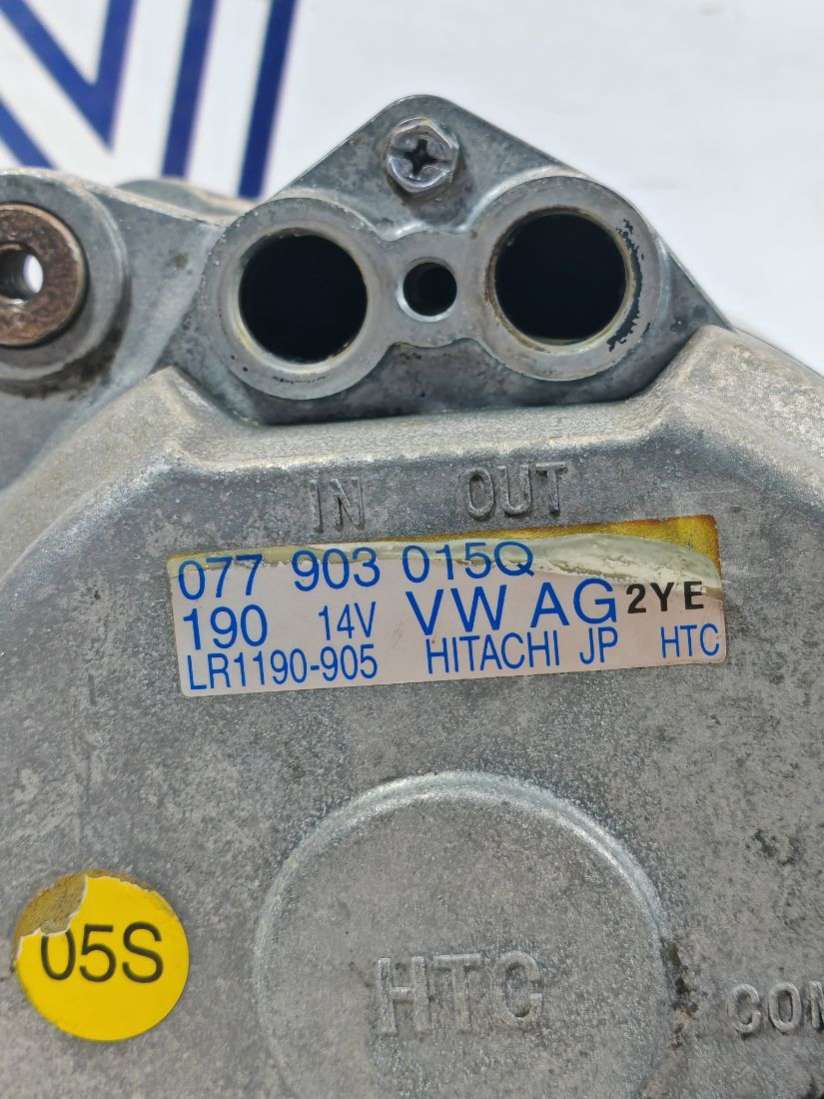 IN OUT
077 903 015Q
190 14V VW AG 2YE
LR1190-905 HITACHI JP HTC
05S
HTC